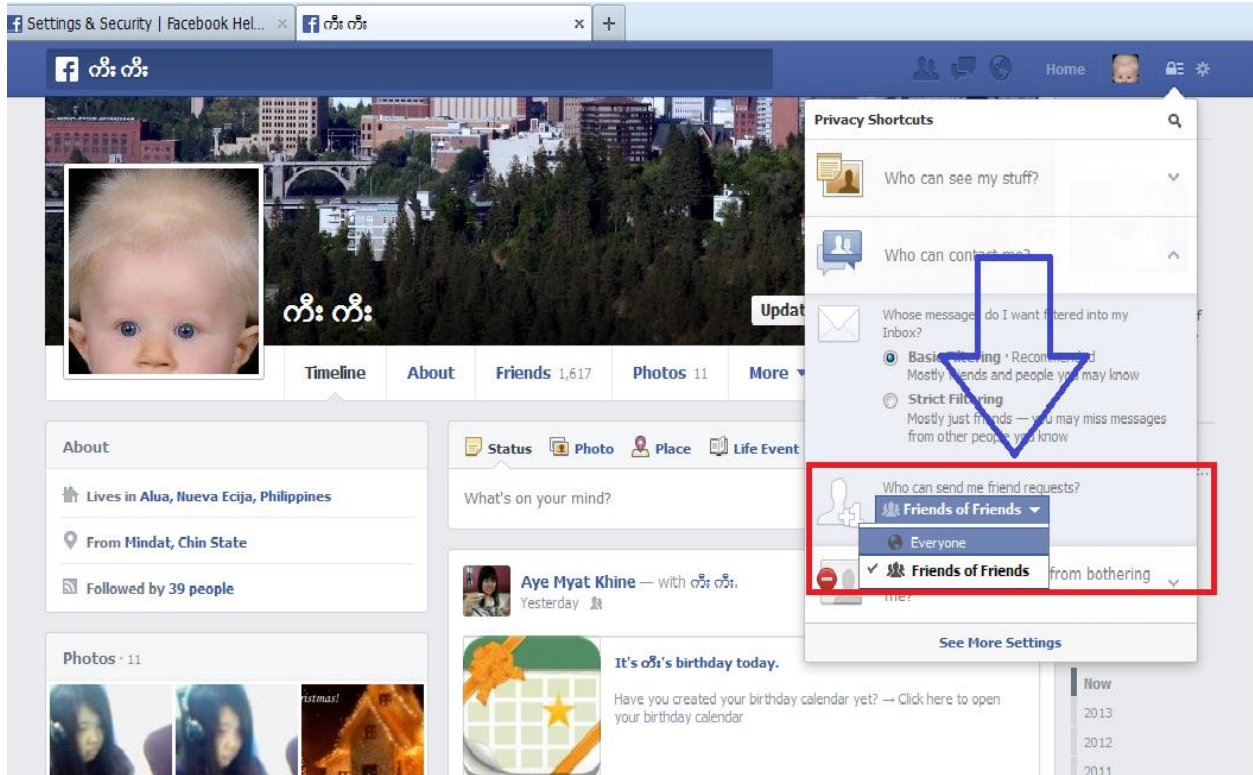 Settings & Security | Facebook Hel...
ကီး ကီး
ကီး ကီး
Home
Privacy Shortcuts
Who can see my stuff?
Who can contact me?
Whose messages do I want filtered into my
Inbox?
Basic Filtering · Recommended
Mostly friends and people you may know
Strict Filtering
Mostly just friends — you may miss messages
from other people you know
Who can send me friend requests?
Friends of Friends
Everyone
Friends of Friends
from bothering
me?
See More Settings
ကီး ကီး
Updat
Timeline
About
Friends 1,617
Photos 11
More
About
Lives in Alua, Nueva Ecija, Philippines
From Mindat, Chin State
Followed by 39 people
Photos · 11
Status
Photo
Place
Life Event
What's on your mind?
Aye Myat Khine — with ကီး ကီး.
Yesterday
It's ကီး's birthday today.
Have you created your birthday calendar yet? → Click here to open
your birthday calendar
Now
2013
2012
2011